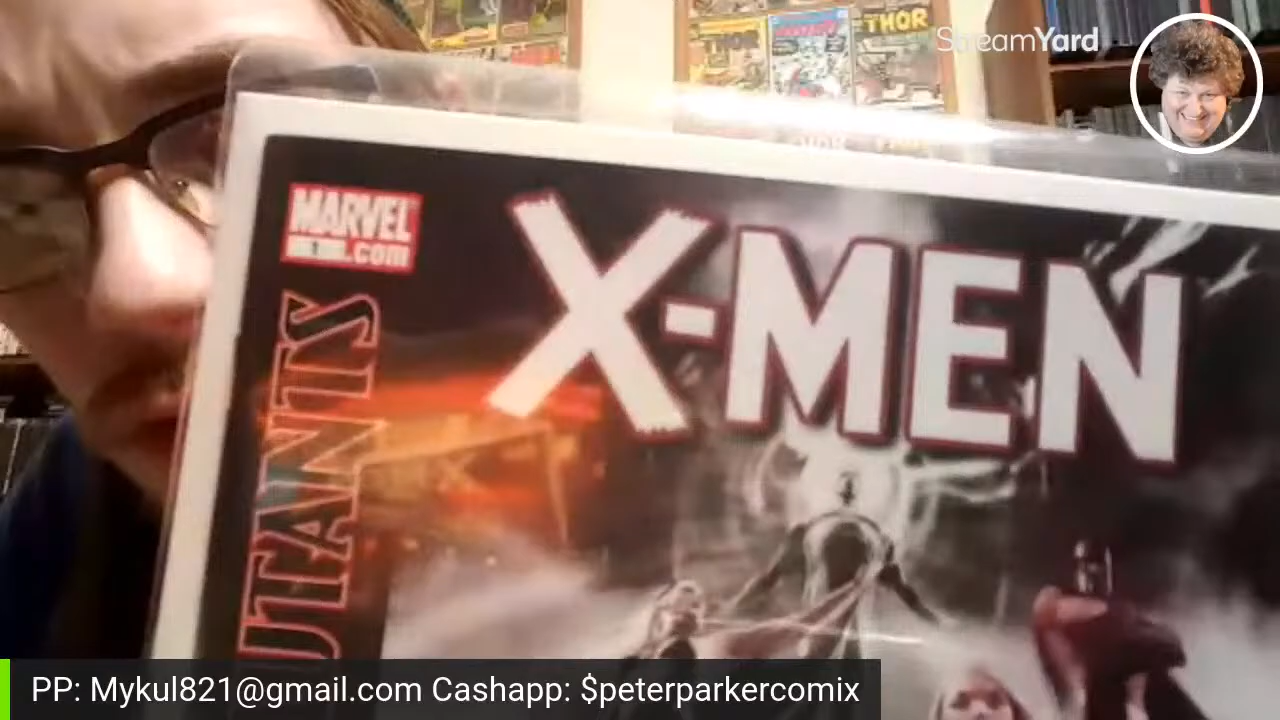 THOR
StreamYard
MARVEL
.com
X-MEN
UTANTS
PP: Mykul821@gmail.com Cashapp: $peterparkercomix